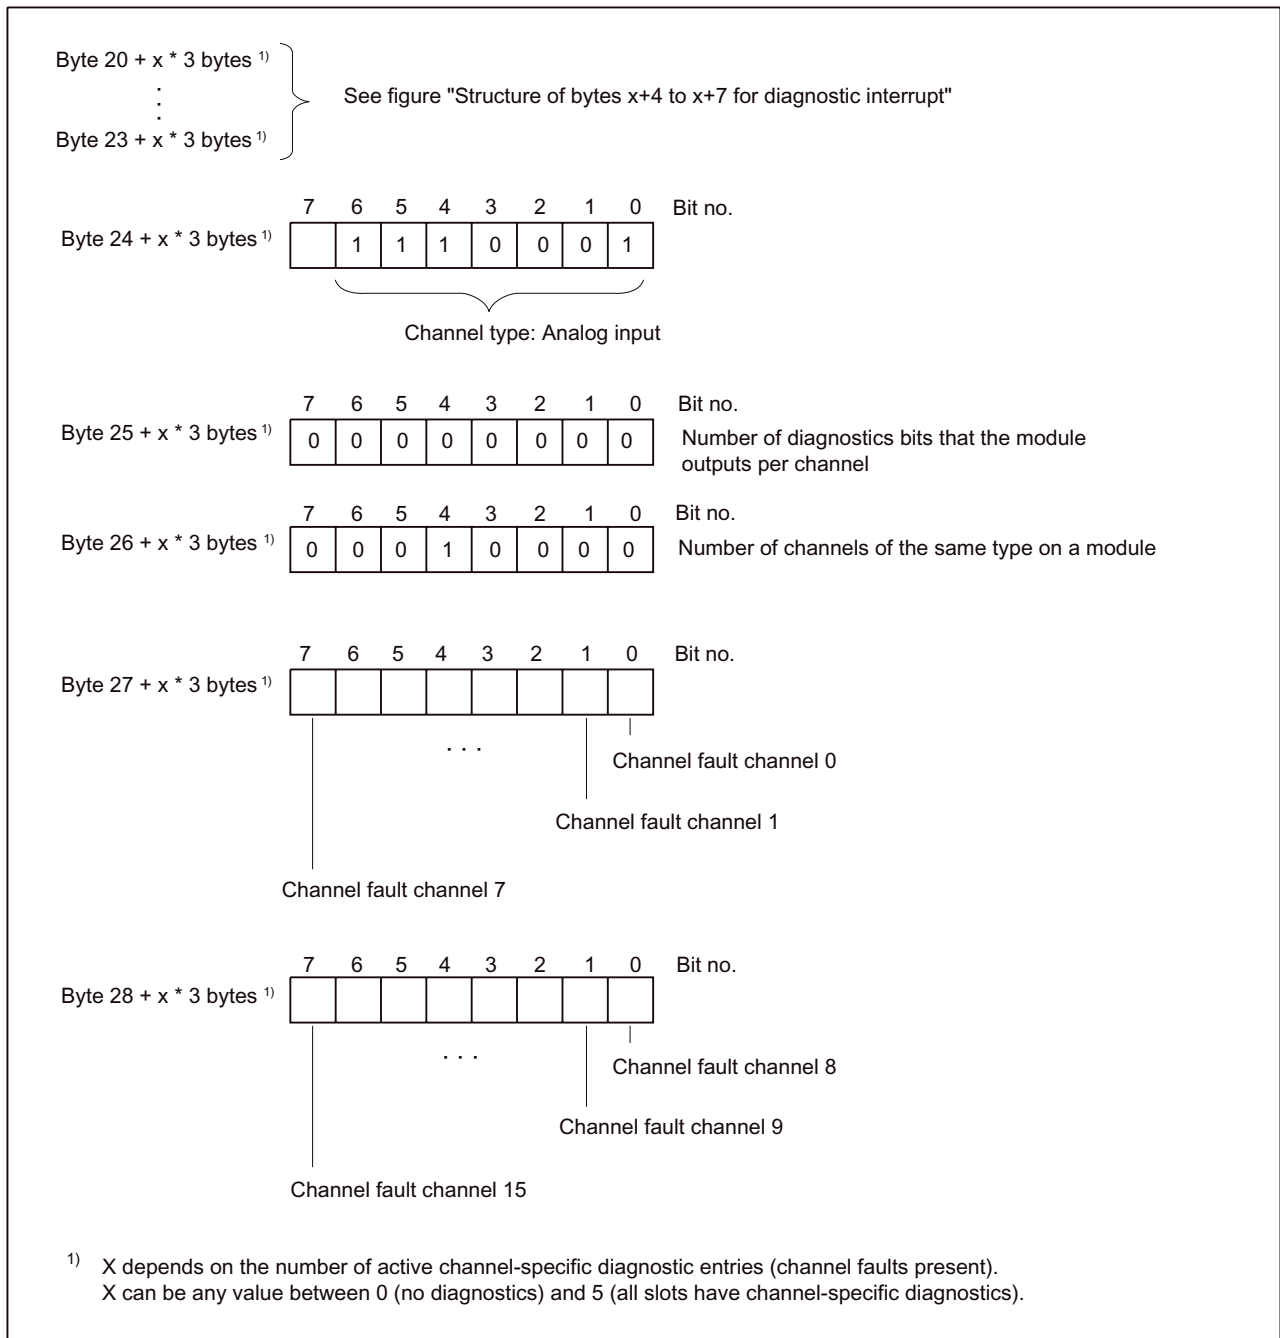 Byte 20 + x * 3 bytes 1)
.
.
.
Byte 23 + x * 3 bytes 1)
See figure "Structure of bytes x+4 to x+7 for diagnostic interrupt"
7 6 5 4 3 2 1 0 Bit no.
Byte 24 + x * 3 bytes 1)
1 1 1 0 0 0 1
Channel type: Analog input
7 6 5 4 3 2 1 0 Bit no.
Byte 25 + x * 3 bytes 1)
0 0 0 0 0 0 0 0
Number of diagnostics bits that the module
outputs per channel
7 6 5 4 3 2 1 0 Bit no.
Byte 26 + x * 3 bytes 1)
0 0 0 1 0 0 0 0
Number of channels of the same type on a module
7 6 5 4 3 2 1 0 Bit no.
Byte 27 + x * 3 bytes 1)
. . .
Channel fault channel 0
Channel fault channel 1
Channel fault channel 7
7 6 5 4 3 2 1 0 Bit no.
Byte 28 + x * 3 bytes 1)
. . .
Channel fault channel 8
Channel fault channel 9
Channel fault channel 15
1) X depends on the number of active channel-specific diagnostic entries (channel faults present).
X can be any value between 0 (no diagnostics) and 5 (all slots have channel-specific diagnostics).